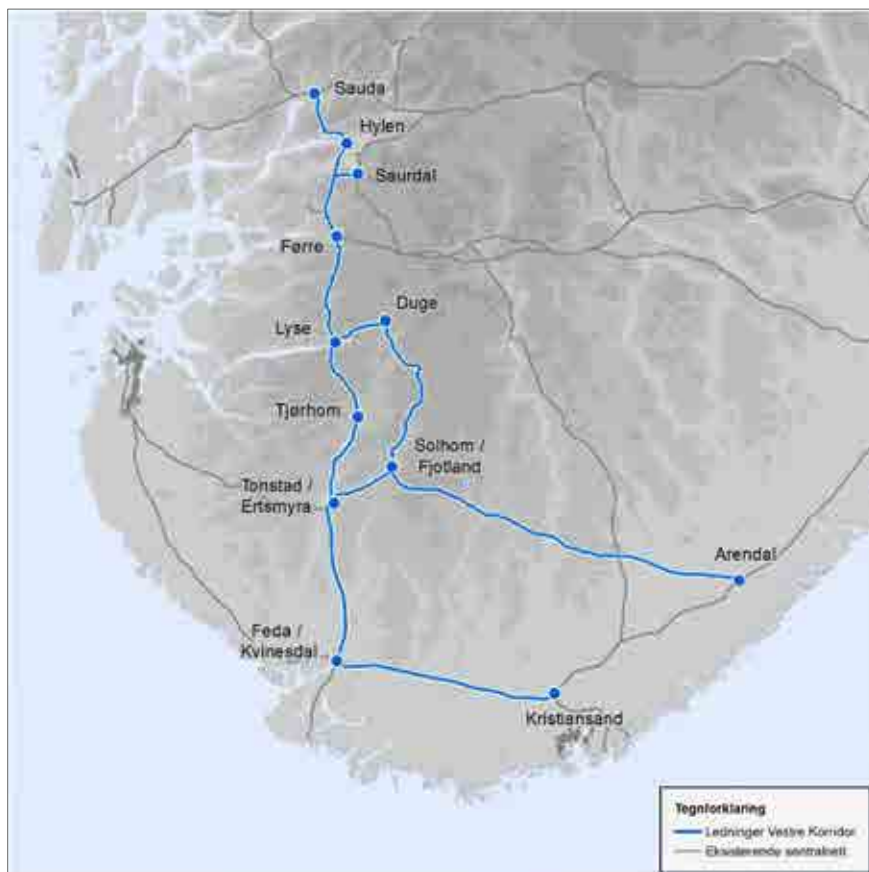 Sauda
Hylen
Saurdal
Førre
Duge
Lyse
Tjørhom
Solhom /
Fjotland
Tonstad /
Ertsmyra
Arendal
Feda /
Kvinesdal
Kristiansand
Tegnforklaring
Ledninger Vestre Korridor
Eksisterende sentralnett